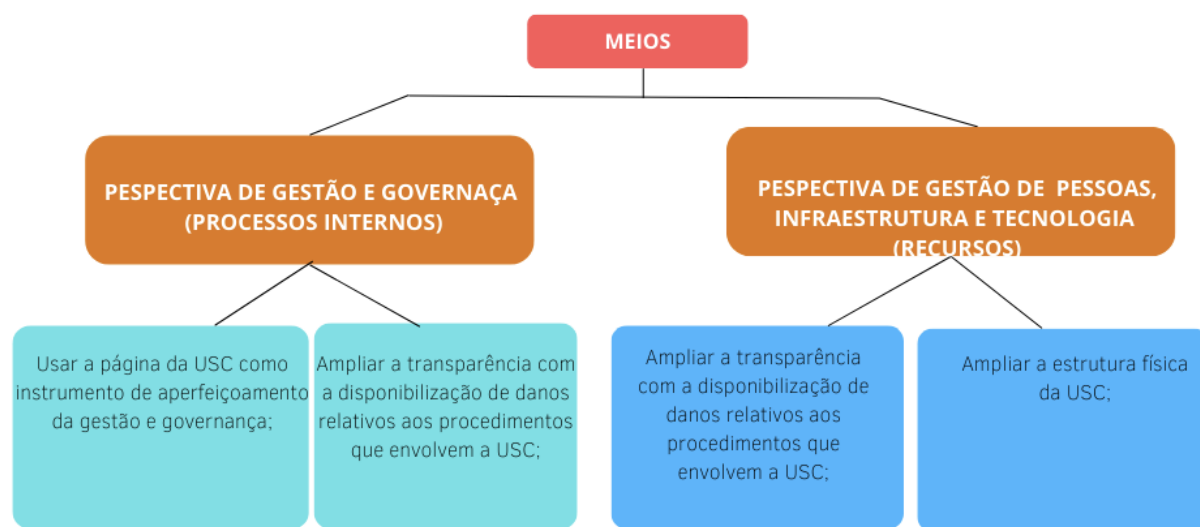 MEIOS
PESPECTIVA DE GESTÃO E GOVERNAÇA
(PROCESSOS INTERNOS)
PESPECTIVA DE GESTÃO DE PESSOAS,
INFRAESTRUTURA E TECNOLOGIA
(RECURSOS)
Usar a página da USC como
instrumento de aperfeiçoamento
da gestão e governança;
Ampliar a transparência com
a disponibilização de danos
relativos aos procedimentos
que envolvem a USC;
Ampliar a transparência
com a disponibilização de
danos relativos aos
procedimentos que
envolvem a USC;
Ampliar a estrutura física
da USC;